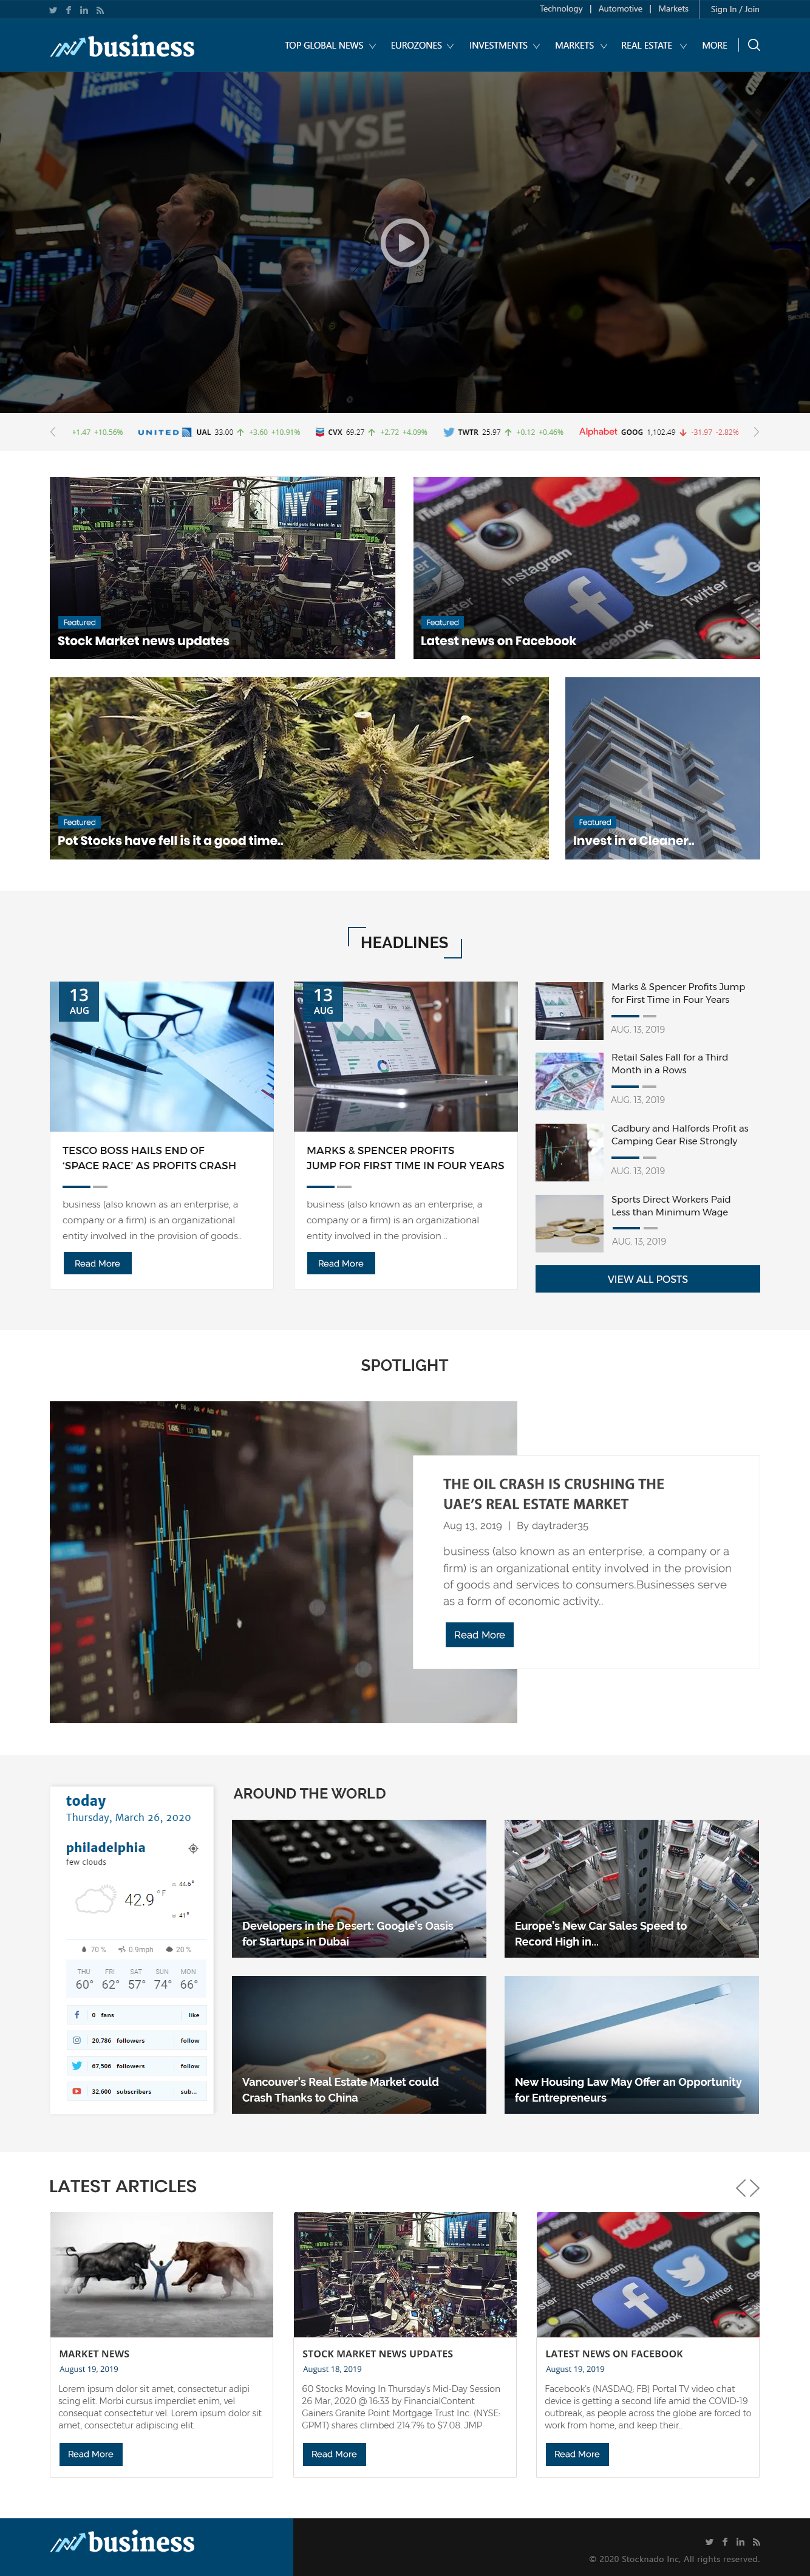 Technology | Automotive | Markets
Sign In / Join
business
TOP GLOBAL NEWS
EUROZONES
INVESTMENTS
MARKETS
REAL ESTATE
MORE
Federated
Hermes
NYSE
NYSE
+1.47 +10.56%
UNITED UAL 33.00 +3.60 +10.91%
CVX 69.27 +2.72 +4.09%
TWTR 25.97 +0.12 +0.46%
Alphabet GOOG 1,102.49 -31.97 -2.82%
NYSE
Featured
Stock Market news updates
Instagram
Yelp
Twitter
Facebook
Featured
Latest news on Facebook
Featured
Pot Stocks have fell is it a good time..
Featured
Invest in a Cleaner..
HEADLINES
13
AUG
TESCO BOSS HAILS END OF
‘SPACE RACE’ AS PROFITS CRASH
business (also known as an enterprise, a
company or a firm) is an organizational
entity involved in the provision of goods..
Read More
13
AUG
MARKS & SPENCER PROFITS
JUMP FOR FIRST TIME IN FOUR YEARS
business (also known as an enterprise, a
company or a firm) is an organizational
entity involved in the provision ..
Read More
Marks & Spencer Profits Jump
for First Time in Four Years
AUG. 13, 2019
Retail Sales Fall for a Third
Month in a Rows
AUG. 13, 2019
Cadbury and Halfords Profit as
Camping Gear Rise Strongly
AUG. 13, 2019
Sports Direct Workers Paid
Less than Minimum Wage
AUG. 13, 2019
VIEW ALL POSTS
SPOTLIGHT
THE OIL CRASH IS CRUSHING THE
UAE’S REAL ESTATE MARKET
Aug 13, 2019 | By daytrader35
business (also known as an enterprise, a company or a
firm) is an organizational entity involved in the provision
of goods and services to consumers.Businesses serve
as a form of economic activity..
Read More
today
Thursday, March 26, 2020
philadelphia
few clouds
42.9 °F
44.6°
41°
70 %
0.9mph
20 %
THU FRI SAT SUN MON
60° 62° 57° 74° 66°
0 fans like
20,786 followers follow
67,506 followers follow
32,600 subscribers sub...
AROUND THE WORLD
Developers in the Desert: Google's Oasis
for Startups in Dubai
Europe's New Car Sales Speed to
Record High in...
Vancouver's Real Estate Market could
Crash Thanks to China
New Housing Law May Offer an Opportunity
for Entrepreneurs
LATEST ARTICLES
MARKET NEWS
August 19, 2019
Lorem ipsum dolor sit amet, consectetur adipi
scing elit. Morbi cursus imperdiet enim, vel
consequat consectetur vel. Lorem ipsum dolor sit
amet, consectetur adipiscing elit.
Read More
NYSE
STOCK MARKET NEWS UPDATES
August 18, 2019
60 Stocks Moving In Thursday's Mid-Day Session
26 Mar, 2020 @ 16:33 by FinancialContent
Gainers Granite Point Mortgage Trust Inc. (NYSE:
GPMT) shares climbed 214.7% to $7.08. JMP
Read More
Yelp
Instagram
Twitter
Facebook
LATEST NEWS ON FACEBOOK
August 19, 2019
Facebook's (NASDAQ: FB) Portal TV video chat
device is getting a second life amid the COVID-19
outbreak, as people across the globe are forced to
work from home, and keep their..
Read More
business
© 2020 Stocknado Inc. All rights reserved.